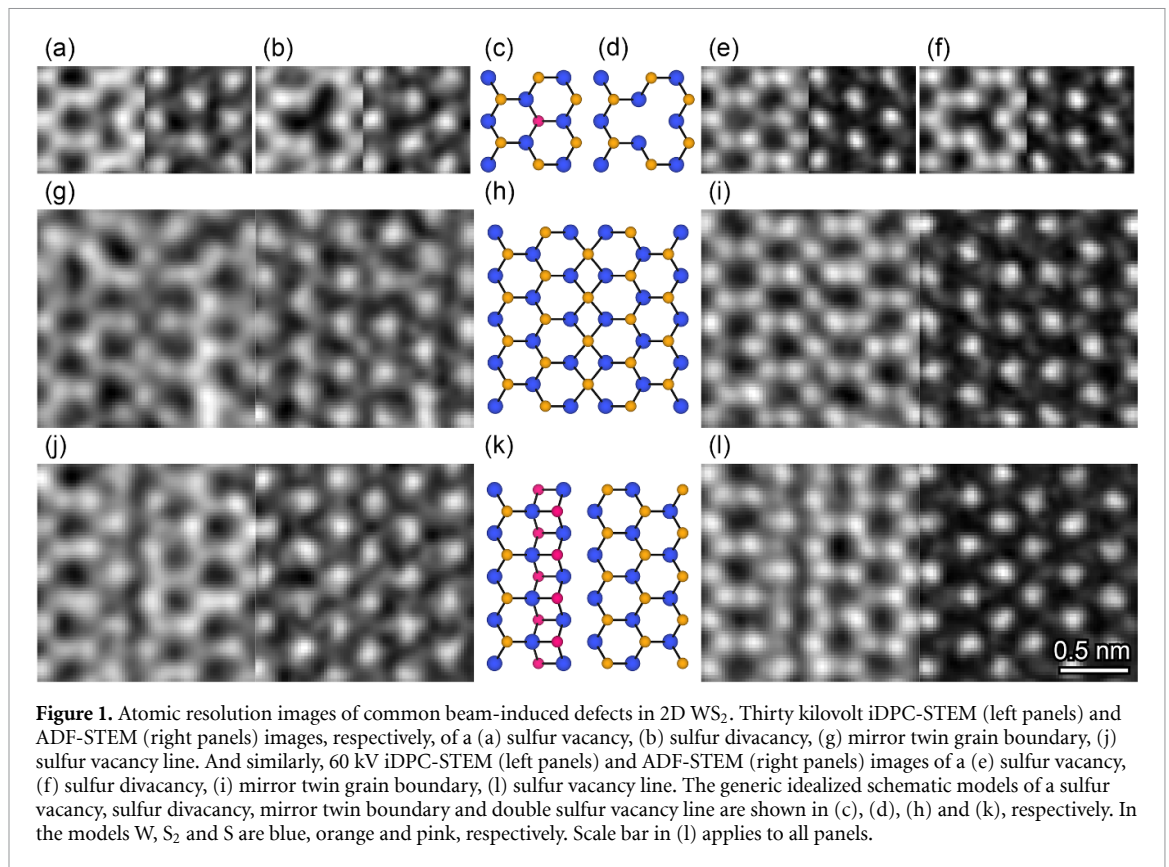 (a) (b) (c) (d) (e) (f)
(g) (h) (i)
(j) (k) (l)
0.5 nm
Figure 1. Atomic resolution images of common beam-induced defects in 2D WS₂. Thirty kilovolt iDPC-STEM (left panels) and
ADF-STEM (right panels) images, respectively, of a (a) sulfur vacancy, (b) sulfur divacancy, (g) mirror twin grain boundary, (j)
sulfur vacancy line. And similarly, 60 kV iDPC-STEM (left panels) and ADF-STEM (right panels) images of a (e) sulfur vacancy,
(f) sulfur divacancy, (i) mirror twin grain boundary, (l) sulfur vacancy line. The generic idealized schematic models of a sulfur
vacancy, sulfur divacancy, mirror twin boundary and double sulfur vacancy line are shown in (c), (d), (h) and (k), respectively. In
the models W, S₂ and S are blue, orange and pink, respectively. Scale bar in (l) applies to all panels.